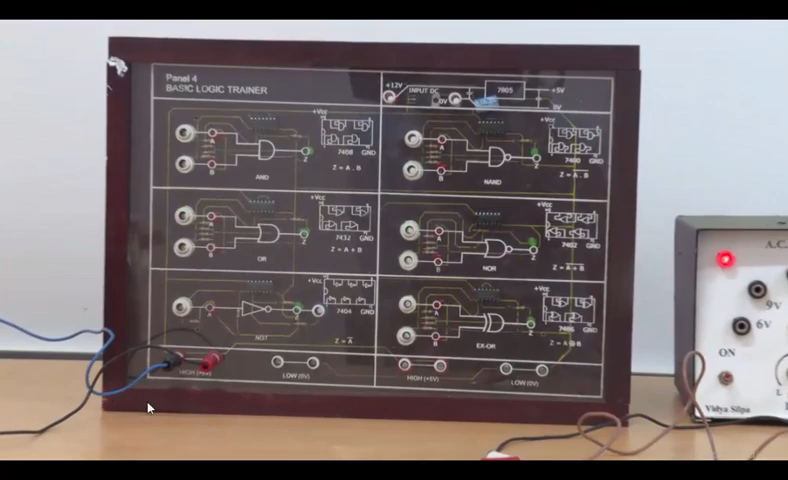 Panel 4
BASIC LOGIC TRAINER
+12V
INPUT DC
0V
7805
+5V
0V
+Vcc
A
B
Z
7408
GND
Z = A . B
AND
+Vcc
A
B
Z
7400
GND
Z = A . B
NAND
+Vcc
A
B
Z
7432
GND
Z = A + B
OR
+Vcc
A
B
Z
7402
GND
Z = A + B
NOR
+Vcc
7404
GND
Z = A
NOT
+Vcc
A
B
Z
7486
GND
EX-OR
LOW (0V)
HIGH (+5V)
LOW (0V)
A.C.
9V
6V
ON
Vidya Silpa